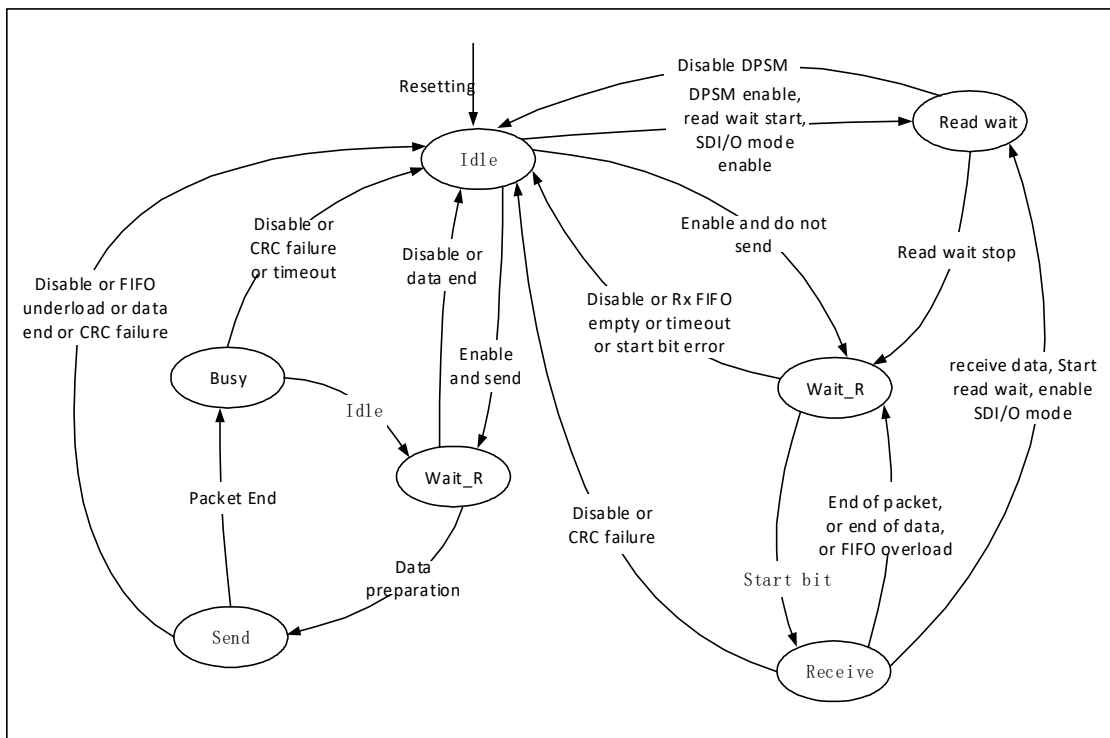 Disable DPSM
Resetting
DPSM enable,
read wait start,
SDI/O mode
enable
Read wait
Idle
Disable or
CRC failure
or timeout
Disable or
data end
Enable and do not
send
Read wait stop
Disable or FIFO
underload or data
end or CRC failure
Disable or Rx FIFO
empty or timeout
or start bit error
Enable
and send
receive data, Start
read wait, enable
SDI/O mode
Busy
Idle
Wait_R
Wait_R
Packet End
Disable or
CRC failure
End of packet,
or end of data,
or FIFO overload
Data
preparation
Start bit
Send
Receive